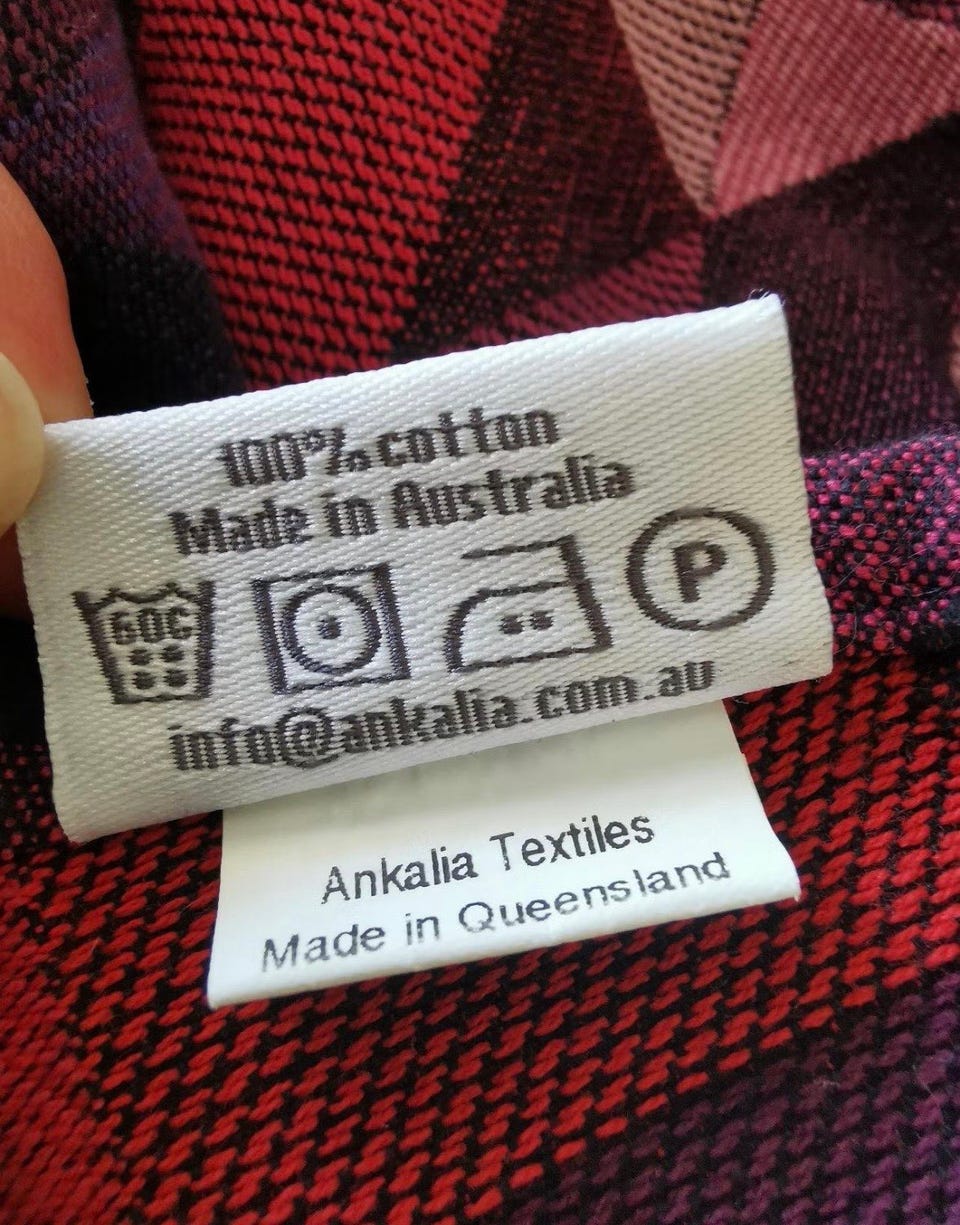 100% cotton
Made in Australia
60C
P
info@ankalia.com.au
Ankalia Textiles
Made in Queensland